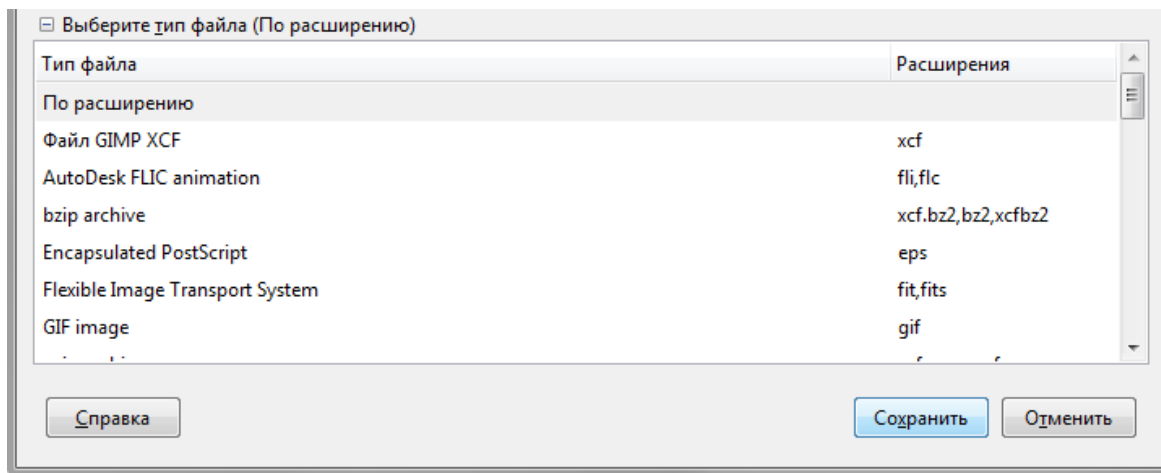 Выберите тип файла (По расширению)
Тип файла Расширения
По расширению
Файл GIMP XCF xcf
AutoDesk FLIC animation fli,flc
bzip archive xcf.bz2,bz2,xcfbz2
Encapsulated PostScript eps
Flexible Image Transport System fit,fits
GIF image gif
Справка Сохранить Отменить